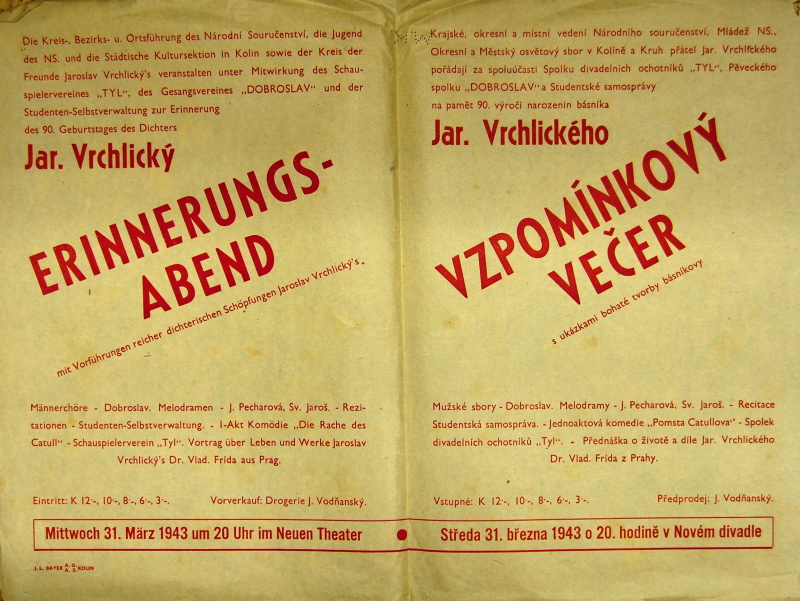 Die Kreis-, Bezirks- u. Ortsführung des Národní Souručenství, die Jugend
des NS. und die Städtische Kultursektion in Kolin sowie der Kreis der
Freunde Jaroslav Vrchlický's veranstalten unter Mitwirkung des Schau-
spielervereines „TYL“, des Gesangvereines „DOBROSLAV“ und der
Studenten-Selbstverwaltung zur Erinnerung
des 90. Geburtstages des Dichters
Jar. Vrchlický
ERINNERUNGS-
ABEND
mit Vorführungen reicher dichterischen Schöpfungen Jaroslav Vrchlický's.
Männerchöre - Dobroslav. Melodramen - J. Pecharová, Sv. Jaroš. - Rezi-
tationen - Studenten-Selbstverwaltung. - 1-Akt Komödie „Die Rache des
Catull“ - Schauspielerverein „Tyl“. Vortrag über Leben und Werke Jaroslav
Vrchlický's Dr. Vlad. Frída aus Prag.
Eintritt: K 12·-, 10·-, 8·-, 6·-, 3·-. Vorverkauf: Drogerie J. Vodňanský.
Mittwoch 31. März 1943 um 20 Uhr im Neuen Theater
J. L. BAYER A. G. A. S. KOLIN
Krajské, okresní a místní vedení Národního souručenství, Mládež NS.,
Okresní a Městský osvětový sbor v Kolíně a Kruh přátel Jar. Vrchlického
pořádají za spoluúčasti Spolku divadelních ochotníků „TYL“, Pěveckého
spolku „DOBROSLAV“ a Studentské samosprávy
na paměť 90. výročí narozenin básníka
Jar. Vrchlického
VZPOMÍNKOVÝ
VEČER
s ukázkami bohaté tvorby básníkovy
Mužské sbory - Dobroslav. Melodramy - J. Pecharová, Sv. Jaroš. - Recitace
Studentská samospráva. - Jednoaktová komedie „Pomsta Catullova“ - Spolek
divadelních ochotníků „Tyl“. - Přednáška o životě a díle Jar. Vrchlického
Dr. Vlad. Frída z Prahy.
Vstupné: K 12·-, 10·-, 8·-, 6·-, 3·-. Předprodej: J. Vodňanský.
Středa 31. března 1943 o 20. hodině v Novém divadle